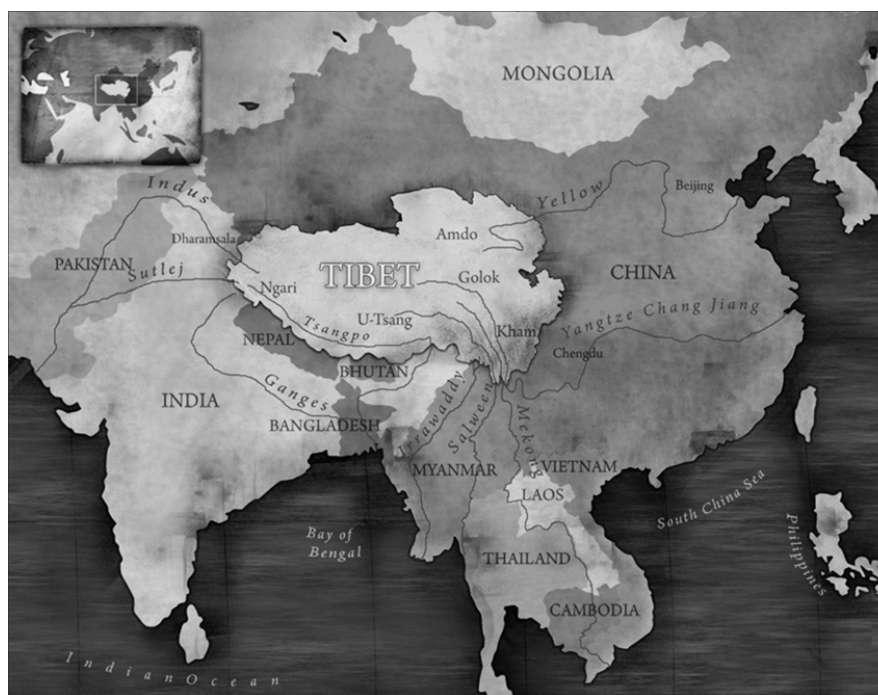 MONGOLIA
Indus
Yellow
Beijing
Dharamsala
Amdo
PAKISTAN
Sutlej
TIBET
Golok
CHINA
Ngari
U-Tsang
Tsangpo
Kham
Yangtze Chang Jiang
NEPAL
Chengdu
BHUTAN
Ganges
INDIA
BANGLADESH
Irrawaddy
Salween
Mekong
MYANMAR
VIETNAM
LAOS
South China Sea
Bay of
Bengal
Philippines
THAILAND
CAMBODIA
Indian Ocean